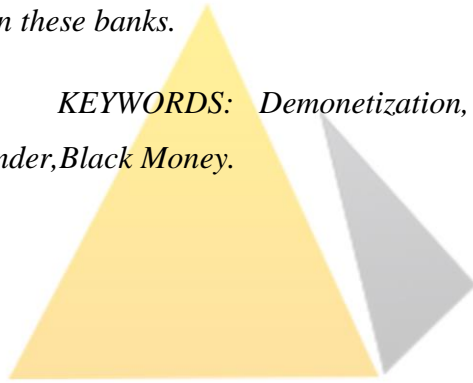 n these banks.
KEYWORDS: Demonetization,
nder,Black Money.